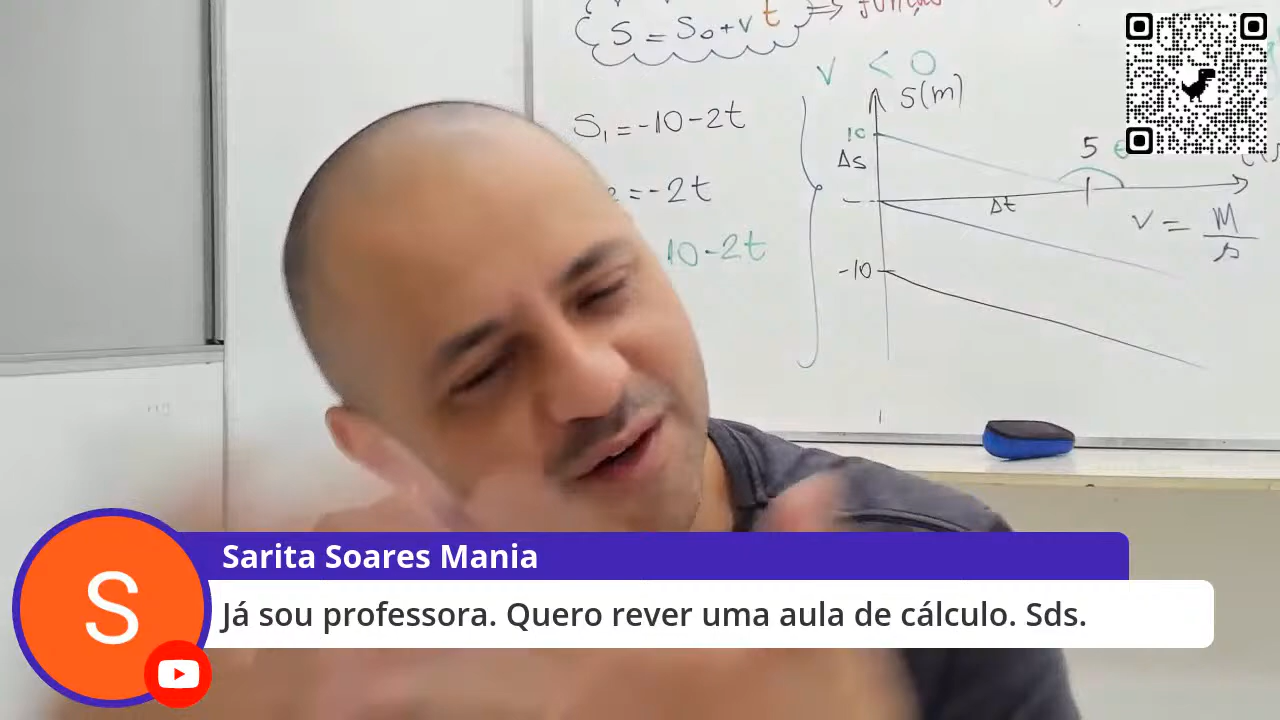 S = S₀ + v t ⇒ função
v < 0
S(m)
S₁ = -10 - 2t
10
Δs
5
= -2t
Δt
v = M/s
10 - 2t
-10
S
Sarita Soares Mania
Já sou professora. Quero rever uma aula de cálculo. Sds.